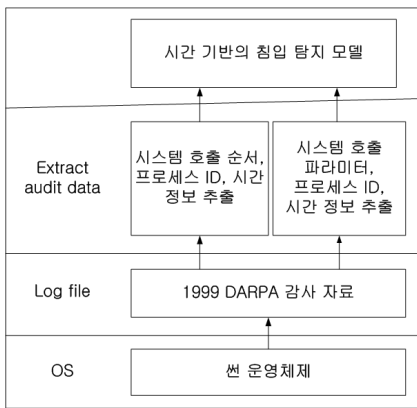 시간 기반의 침입 탐지 모델
Extract
audit data
시스템 호출 순서,
프로세스 ID, 시간
정보 추출
시스템 호출
파라미터,
프로세스 ID,
시간 정보 추출
Log file
1999 DARPA 감사 자료
OS
썬 운영체제